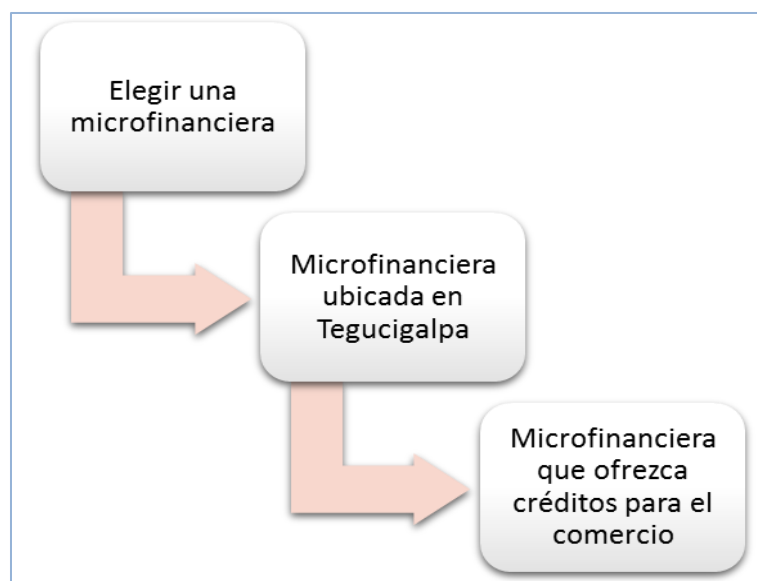 Elegir una
microfinanciera
Microfinanciera
ubicada en
Tegucigalpa
Microfinanciera
que ofrezca
créditos para el
comercio